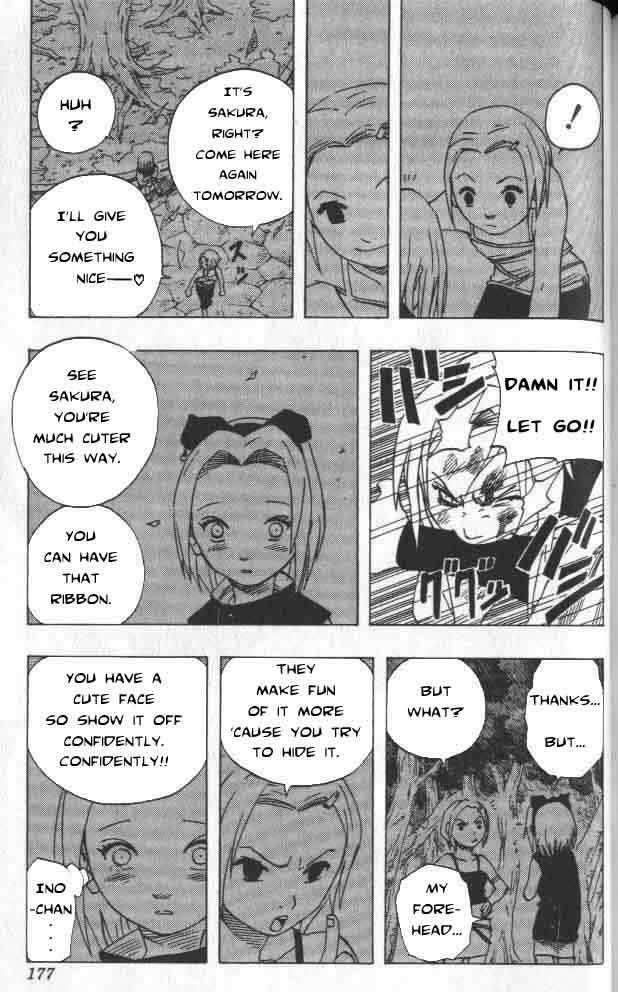 !
IT'S
SAKURA,
RIGHT?
COME HERE
AGAIN
TOMORROW.
HUH
?
I'LL GIVE
YOU
SOMETHING
NICE—♡
DAMN IT!!
LET GO!!
グググ
SEE
SAKURA,
YOU'RE
MUCH CUTER
THIS WAY.
YOU
CAN HAVE
THAT
RIBBON.
THANKS...
BUT...
BUT
WHAT?
MY
FORE-
HEAD...
THEY
MAKE FUN
OF IT MORE
'CAUSE YOU TRY
TO HIDE IT.
YOU HAVE A
CUTE FACE
SO SHOW IT OFF
CONFIDENTLY.
CONFIDENTLY!!
INO
-CHAN
...
177